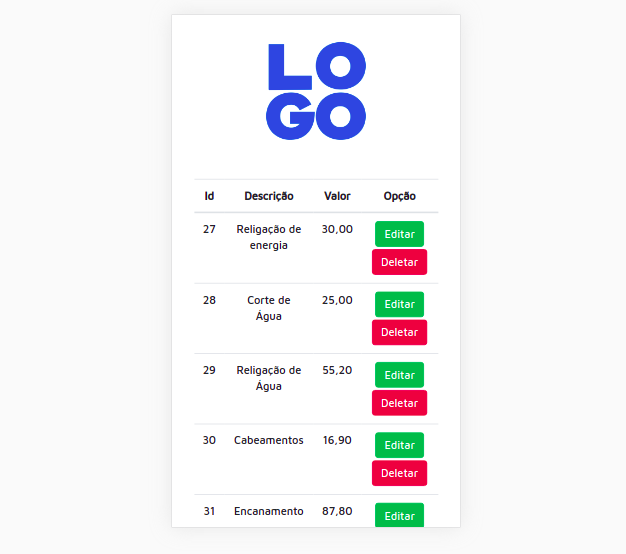 LO
GO
Id Descrição Valor Opção
27 Religação de energia 30,00 Editar
Deletar
28 Corte de Água 25,00 Editar
Deletar
29 Religação de Água 55,20 Editar
Deletar
30 Cabeamentos 16,90 Editar
Deletar
31 Encanamento 87,80 Editar